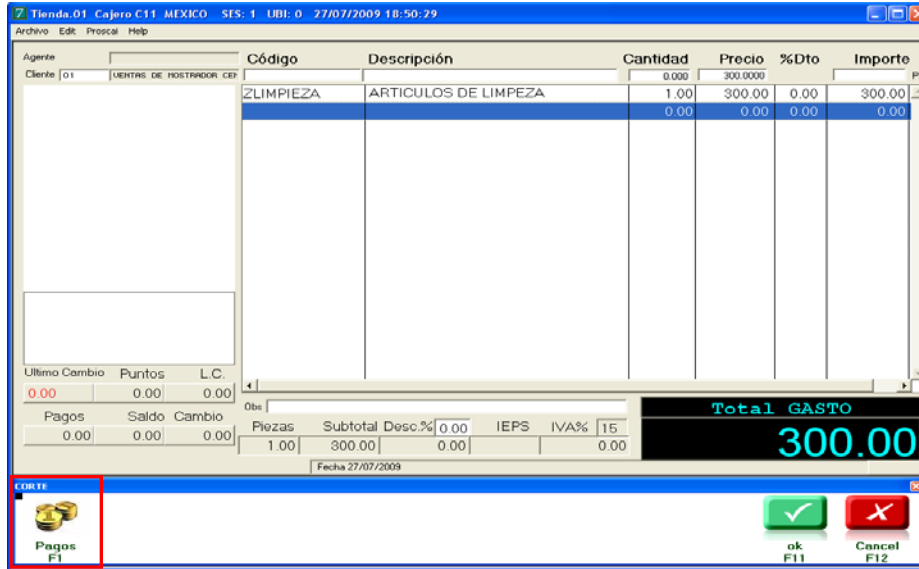 Tienda.01 Cajero C11 MEXICO SES: 1 UBI: 0 27/07/2009 18:50:29
Archivo Edit Proscal Help
Agente Código Descripción Cantidad Precio %Dto Importe
Cliente 01 VENTAS DE MOSTRADOR CEN 0.000 300.0000 P
ZLIMPIEZA ARTICULOS DE LIMPEZA 1.00 300.00 0.00 300.00
0.00 0.00 0.00 0.00
Ultimo Cambio Puntos L.C.
0.00 0.00 0.00
Obs
Total GASTO
Pagos Saldo Cambio
0.00 0.00 0.00
Piezas Subtotal Desc.% 0.00 IEPS IVA% 15
1.00 300.00 0.00 0.00
300.00
Fecha 27/07/2009
CORTE
Pagos F1
ok F11
Cancel F12